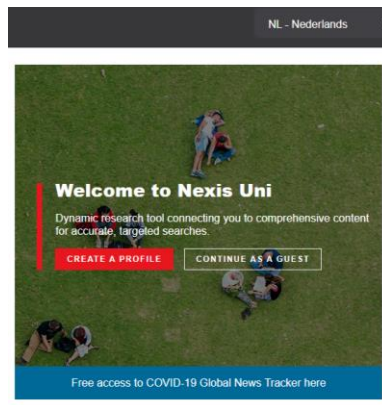 NL - Nederlands
Welcome to Nexis Uni
Dynamic research tool connecting you to comprehensive content
for accurate, targeted searches.
CREATE A PROFILE
CONTINUE AS A GUEST
Free access to COVID-19 Global News Tracker here